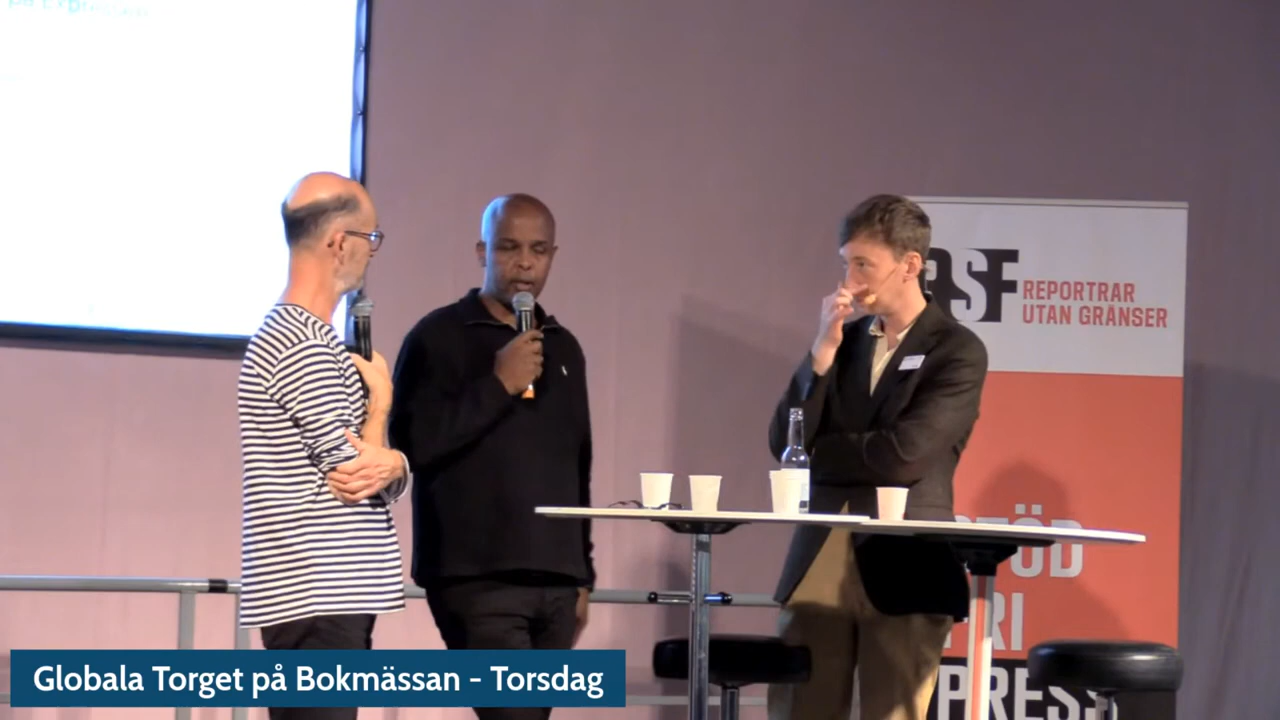 RSF REPORTRAR
UTAN GRÄNSER
STÖD
FRI
PRESS
Globala Torget på Bokmässan - Torsdag